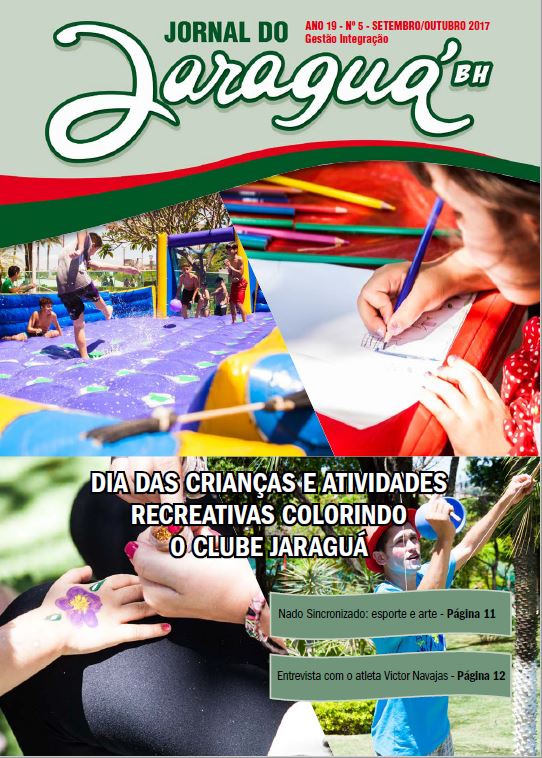 JORNAL DO
ANO 19 - Nº 5 - SETEMBRO/OUTUBRO 2017
Gestão Integração
Jaraguá BH
DIA DAS CRIANÇAS E ATIVIDADES
RECREATIVAS COLORINDO
O CLUBE JARAGUÁ
Nado Sincronizado: esporte e arte - Página 11
Entrevista com o atleta Victor Navajas - Página 12